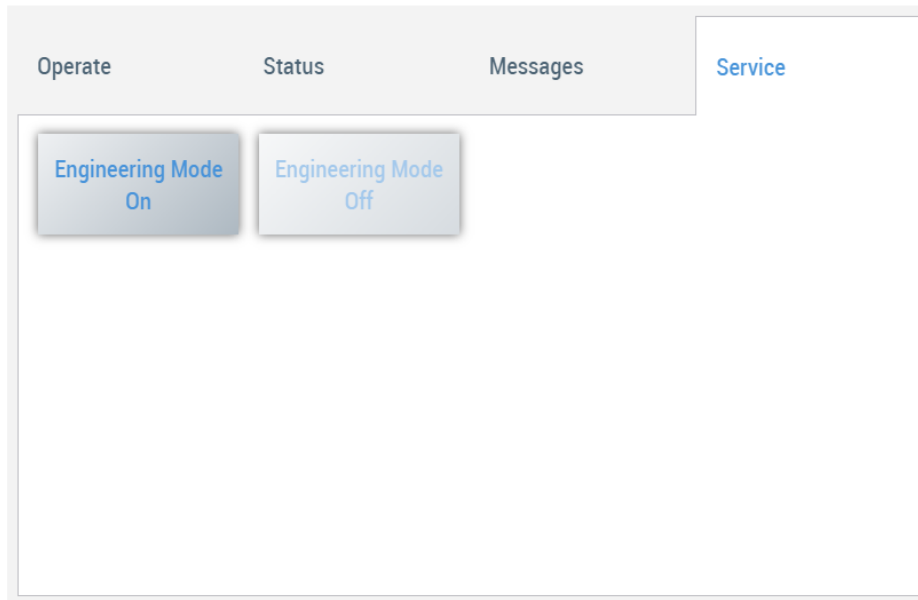 Operate Status Messages Service
Engineering Mode
On
Engineering Mode
Off